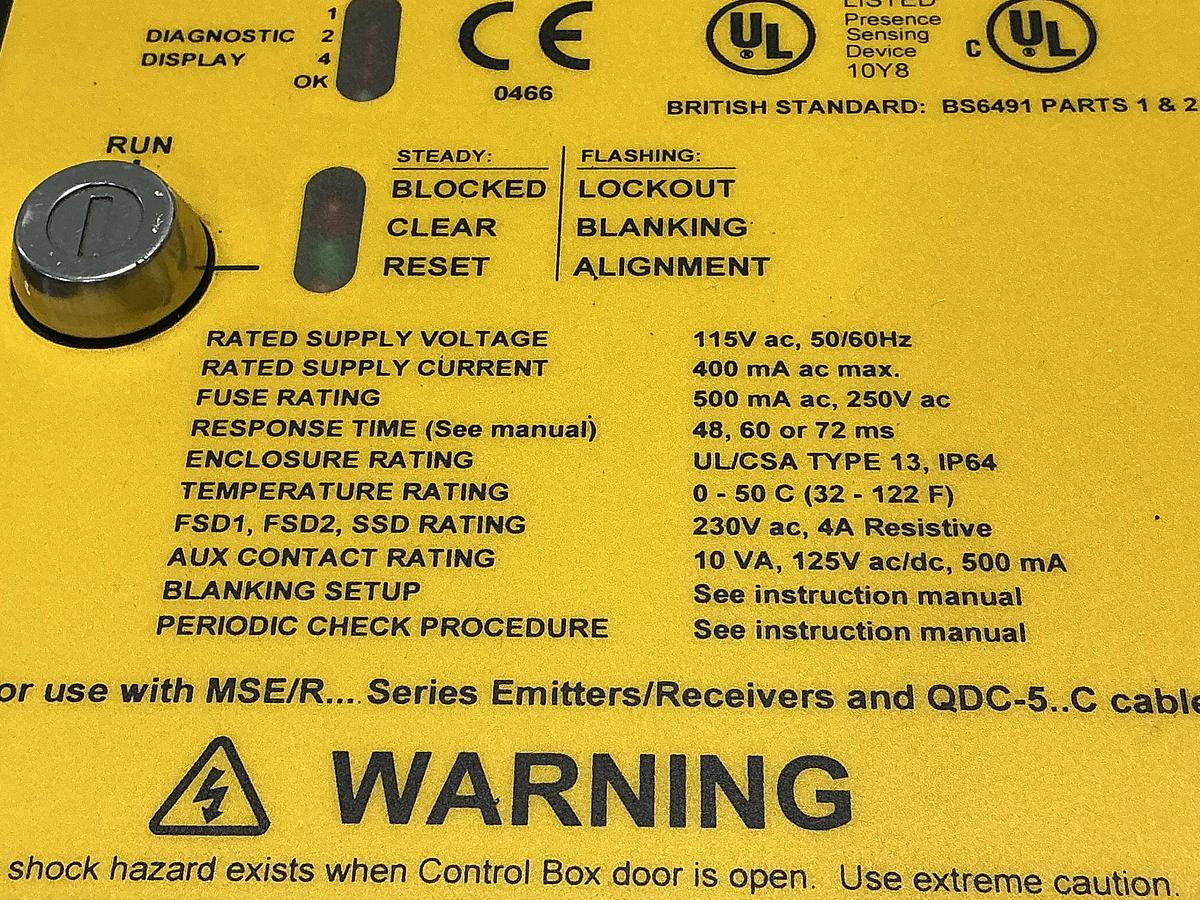 1
DIAGNOSTIC 2
DISPLAY 4
OK
CE
0466
UL
LISTED
Presence
Sensing
Device
10Y8
C UL
BRITISH STANDARD: BS6491 PARTS 1 & 2
RUN
STEADY: FLASHING:
BLOCKED LOCKOUT
CLEAR BLANKING
RESET ALIGNMENT
RATED SUPPLY VOLTAGE 115V ac, 50/60Hz
RATED SUPPLY CURRENT 400 mA ac max.
FUSE RATING 500 mA ac, 250V ac
RESPONSE TIME (See manual) 48, 60 or 72 ms
ENCLOSURE RATING UL/CSA TYPE 13, IP64
TEMPERATURE RATING 0 - 50 C (32 - 122 F)
FSD1, FSD2, SSD RATING 230V ac, 4A Resistive
AUX CONTACT RATING 10 VA, 125V ac/dc, 500 mA
BLANKING SETUP See instruction manual
PERIODIC CHECK PROCEDURE See instruction manual
or use with MSE/R... Series Emitters/Receivers and QDC-5..C cable
WARNING
shock hazard exists when Control Box door is open. Use extreme caution.